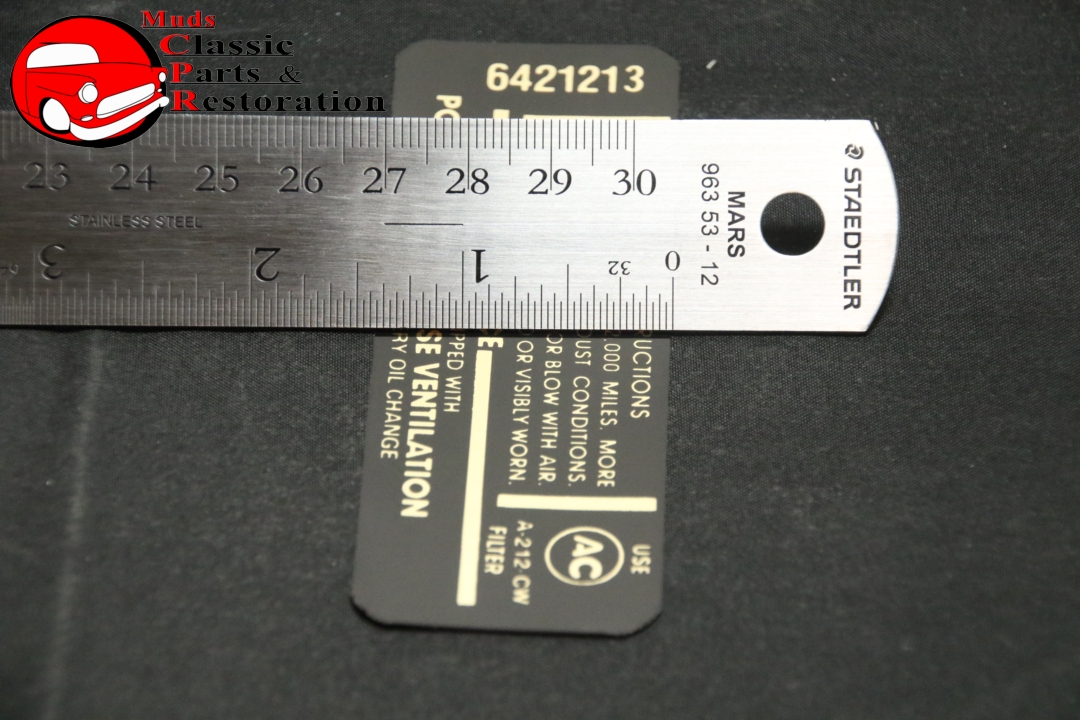 Muds
Classic
Parts &
Restoration
6421213
PO
23 24 25 26 27 28 29 30
STAINLESS STEEL
3 2 1 32 0
MARS
963 53 - 12
STAEDTLER
RUCTIONS
,000 MILES. MORE
UST CONDITIONS.
OR BLOW WITH AIR.
OR VISIBLY WORN.
SE
PPED WITH
SE VENTILATION
RY OIL CHANGE
USE
AC
A-212-CW
FILTER